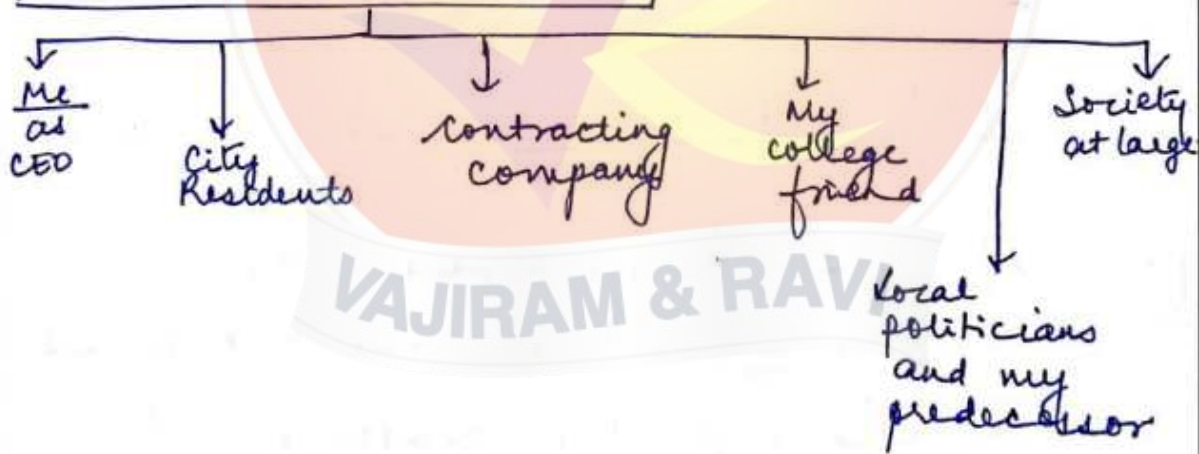 Me
as
CEO
City
Residents
contracting
company
My
college
friend
Local
politicians
and my
predecessor
Society
at large
VAJIRAM & RAVI